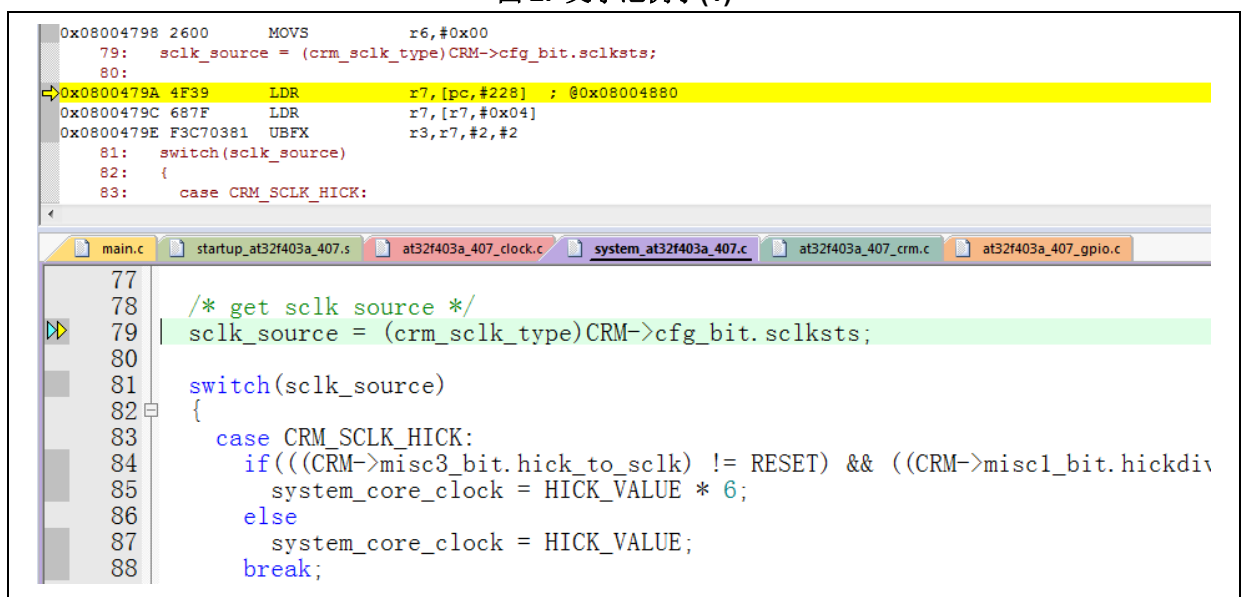 0x08004798 2600 MOVS r6,#0x00
79: sclk_source = (crm_sclk_type)CRM->cfg_bit.sclksts;
80:
0x0800479A 4F39 LDR r7,[pc,#228] ; @0x08004880
0x0800479C 687F LDR r7,[r7,#0x04]
0x0800479E F3C70381 UBFX r3,r7,#2,#2
81: switch(sclk_source)
82: {
83: case CRM_SCLK_HICK:
main.c startup_at32f403a_407.s at32f403a_407_clock.c system_at32f403a_407.c at32f403a_407_crm.c at32f403a_407_gpio.c
77
78 /* get sclk source */
79 sclk_source = (crm_sclk_type)CRM->cfg_bit.sclksts;
80
81 switch(sclk_source)
82 {
83 case CRM_SCLK_HICK:
84 if(((CRM->misc3_bit.hick_to_sclk) != RESET) && ((CRM->misc1_bit.hickdiv
85 system_core_clock = HICK_VALUE * 6;
86 else
87 system_core_clock = HICK_VALUE;
88 break;